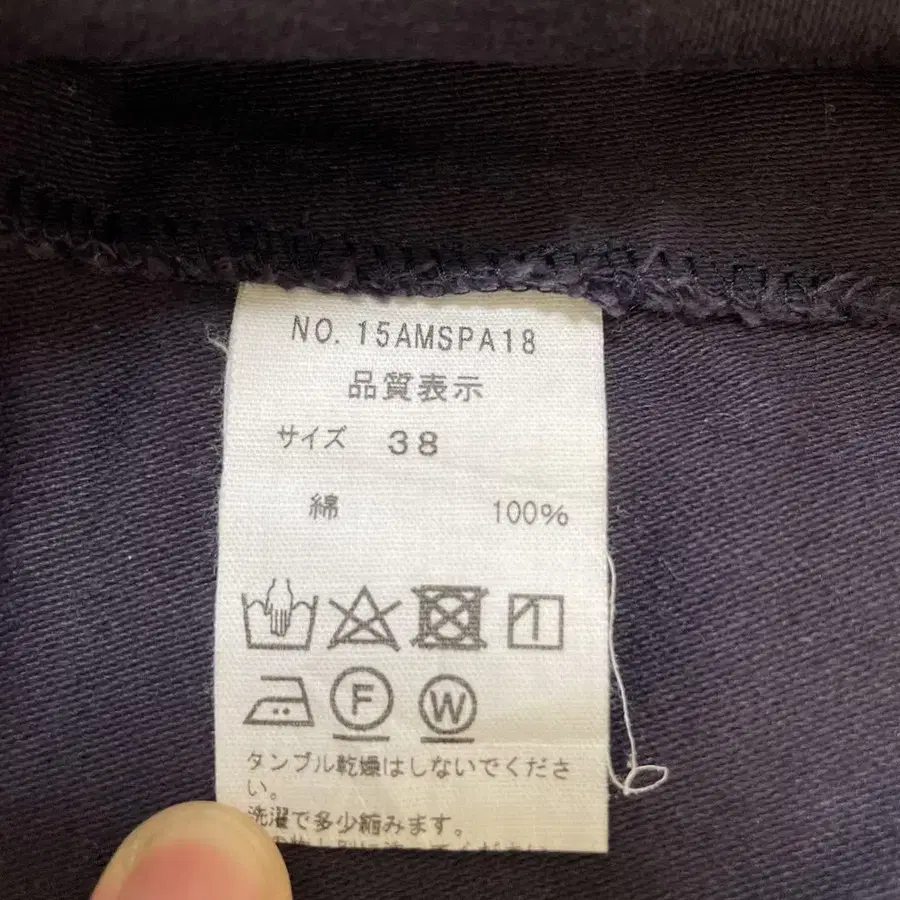 NO. 15AMSPA18
品質表示
サイズ 38
綿 100%
F W
タンブル乾燥はしないでくださ
い。
洗濯で多少縮みます。